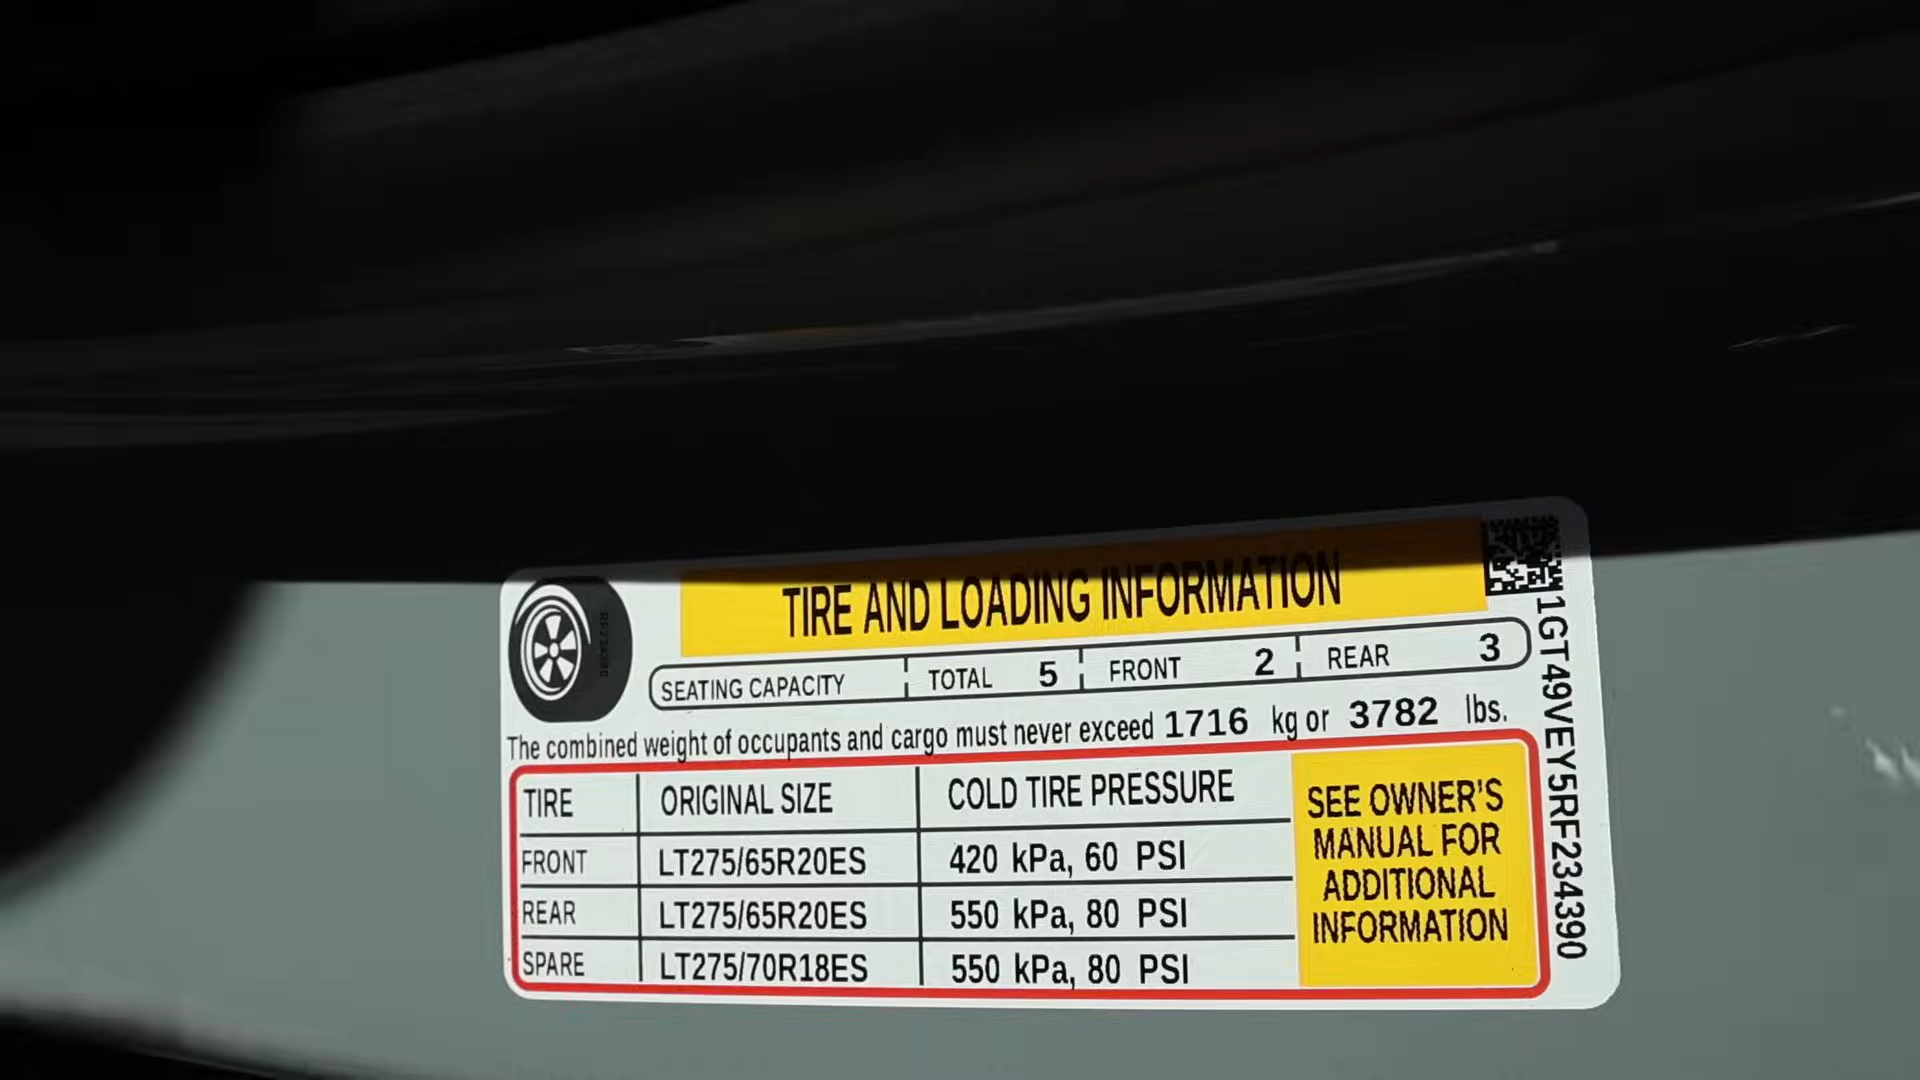 TIRE AND LOADING INFORMATION
SEATING CAPACITY TOTAL 5 FRONT 2 REAR 3
The combined weight of occupants and cargo must never exceed 1716 kg or 3782 lbs.
TIRE ORIGINAL SIZE COLD TIRE PRESSURE
FRONT LT275/65R20ES 420 kPa, 60 PSI
REAR LT275/65R20ES 550 kPa, 80 PSI
SPARE LT275/70R18ES 550 kPa, 80 PSI
SEE OWNER'S
MANUAL FOR
ADDITIONAL
INFORMATION
1GT49VEY5RF234390